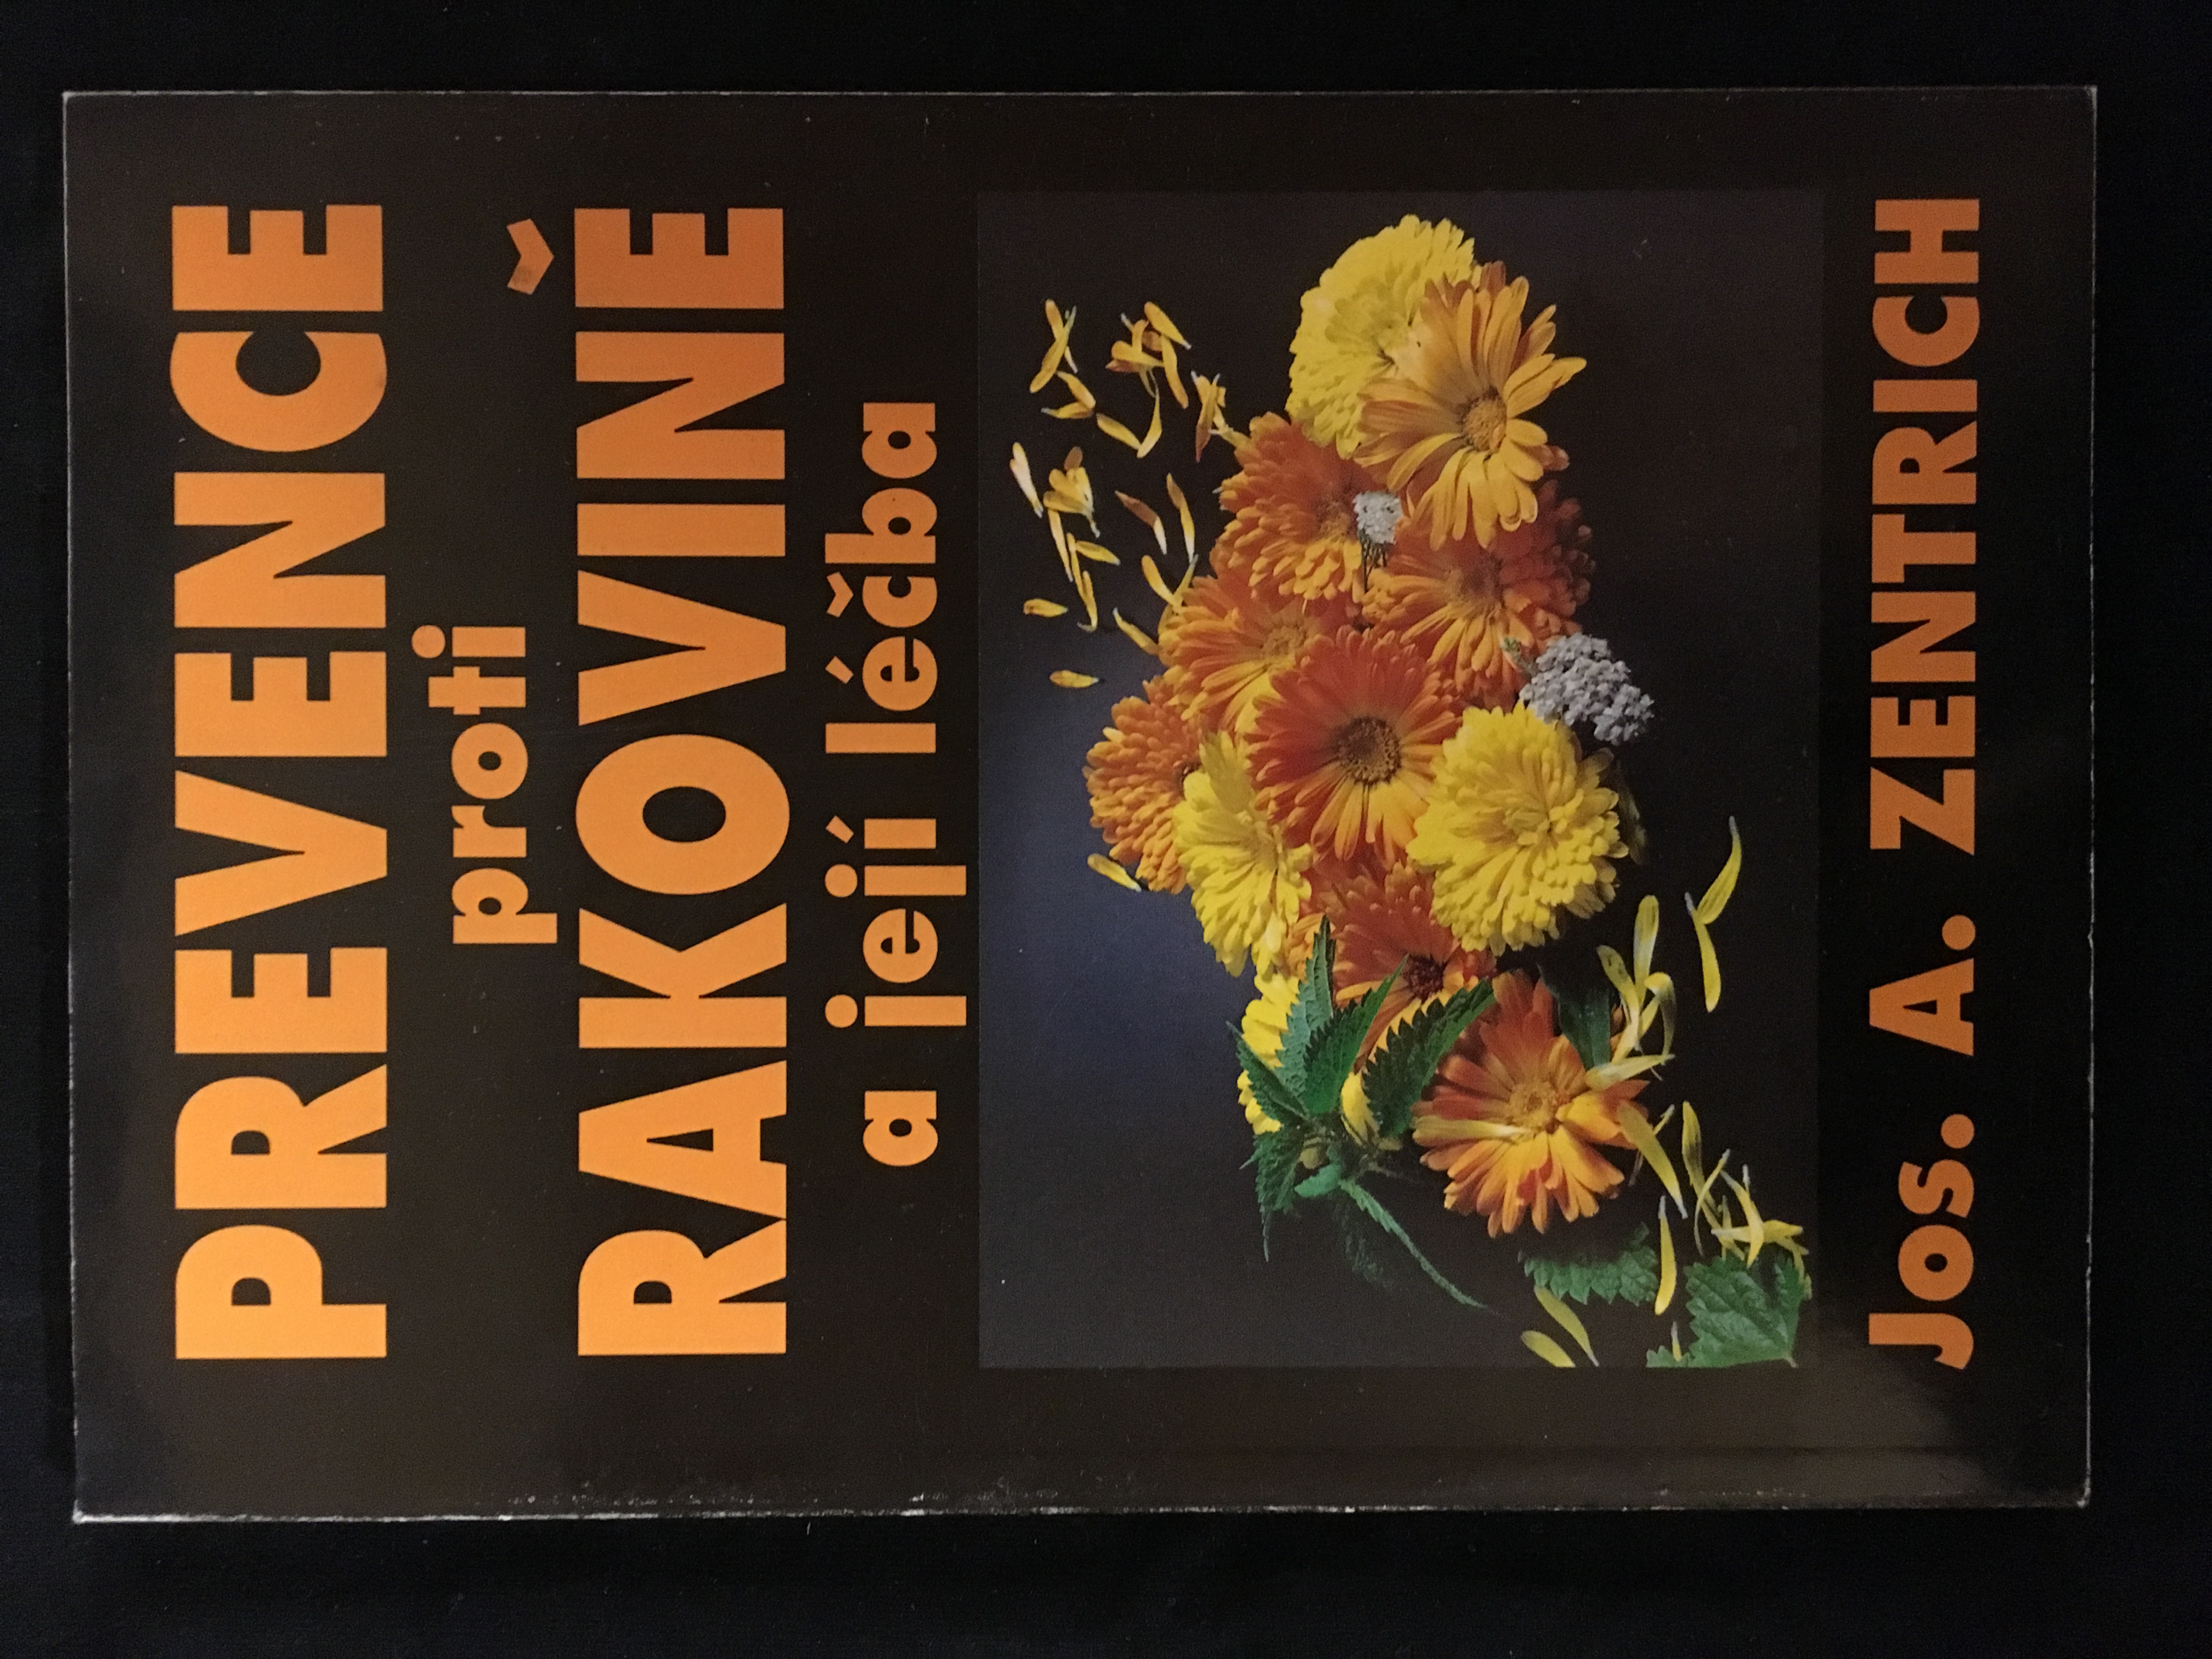 PREVENCE
proti
RAKOVINĚ
a její léčba
Jos. A. ZENTRICH